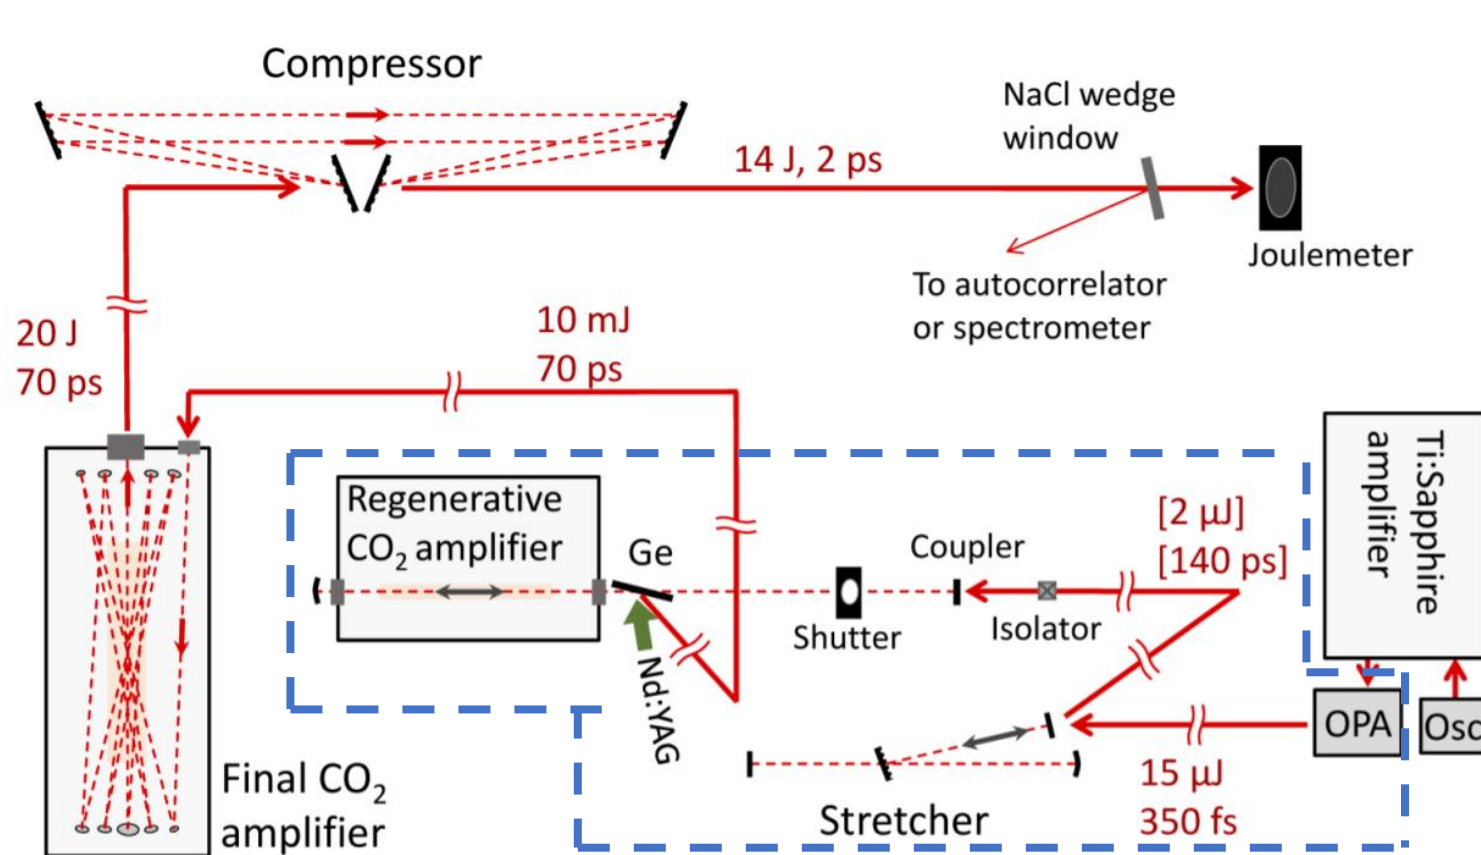 Compressor
NaCl wedge
window
14 J, 2 ps
Joulemeter
To autocorrelator
or spectrometer
20 J
70 ps
10 mJ
70 ps
Regenerative
CO₂ amplifier
Ge
Nd:YAG
Shutter
Coupler
Isolator
[2 µJ]
[140 ps]
Ti:Sapphire
amplifier
OPA
Osc
15 µJ
350 fs
Stretcher
Final CO₂
amplifier